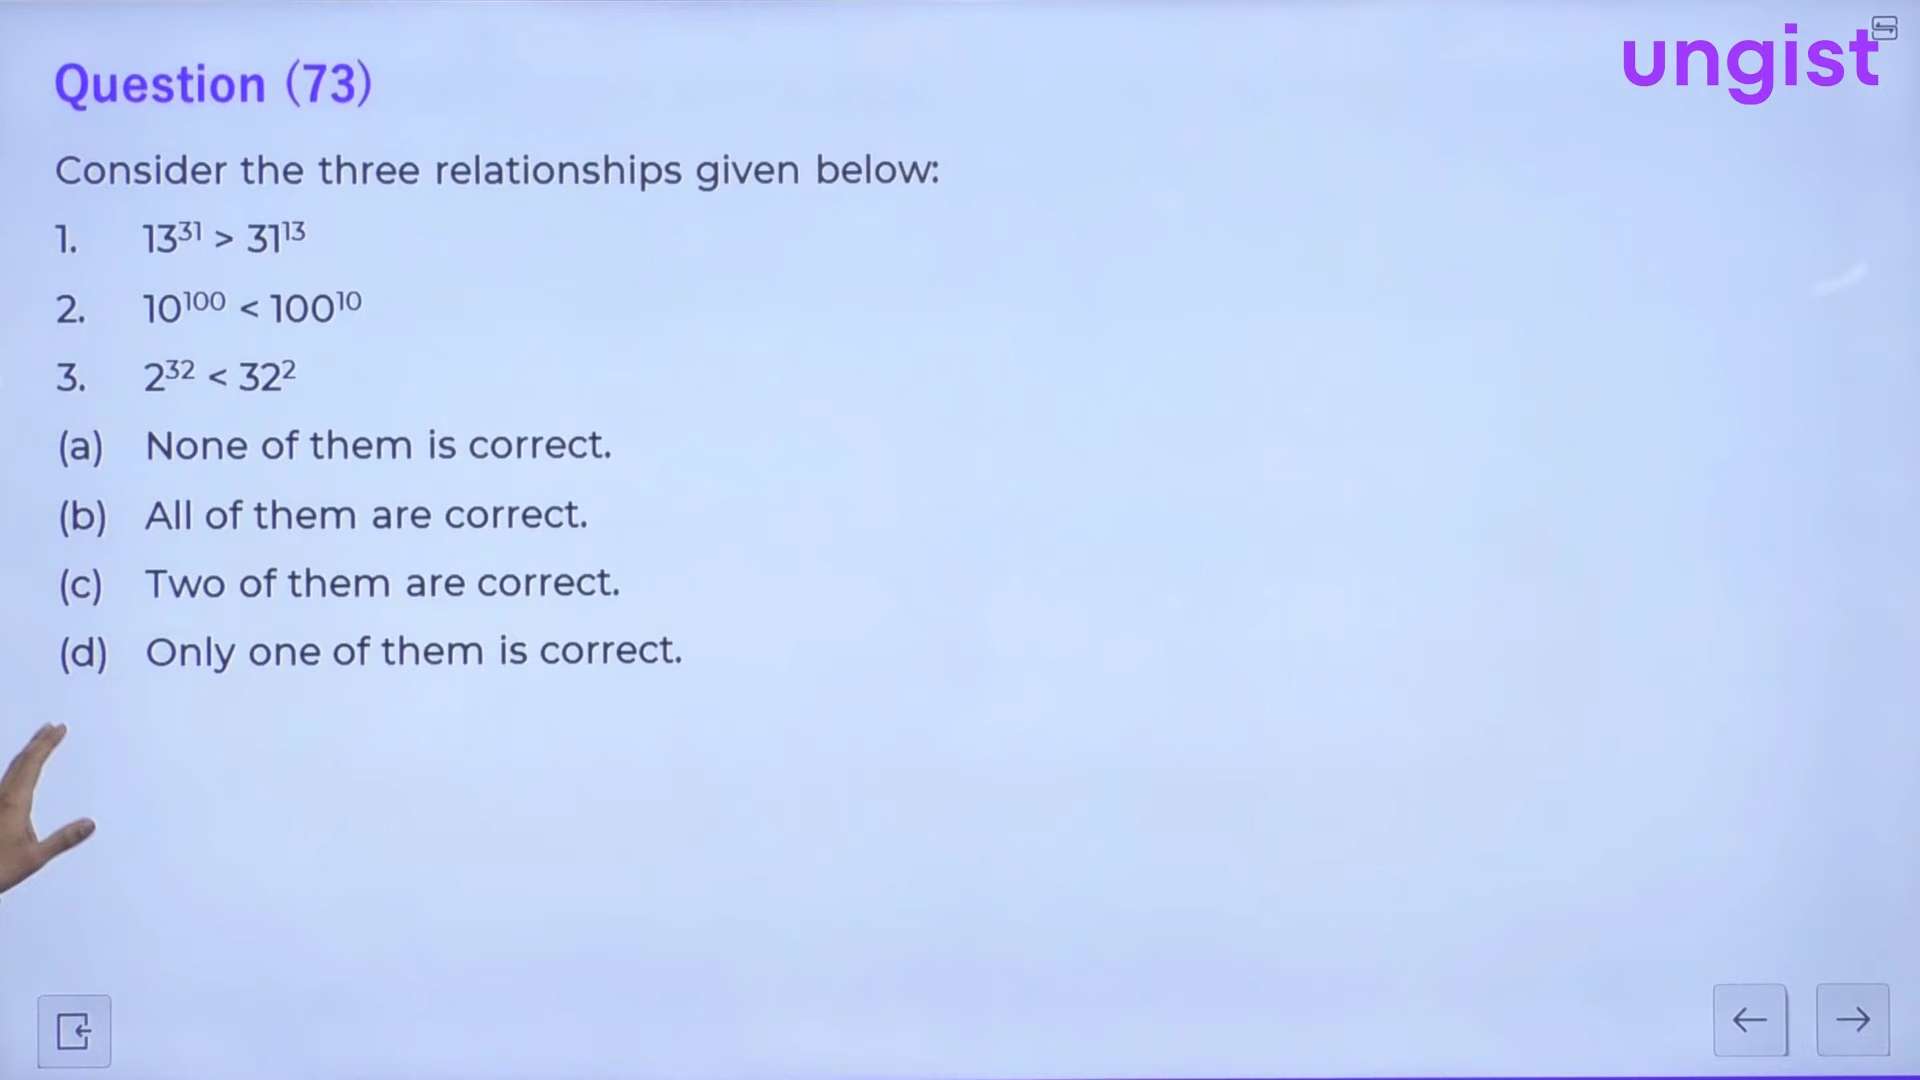 ungist
Question (73)
Consider the three relationships given below:
1. 13³¹ > 31¹³
2. 10¹⁰⁰ < 100¹⁰
3. 2³² < 32²
(a) None of them is correct.
(b) All of them are correct.
(c) Two of them are correct.
(d) Only one of them is correct.